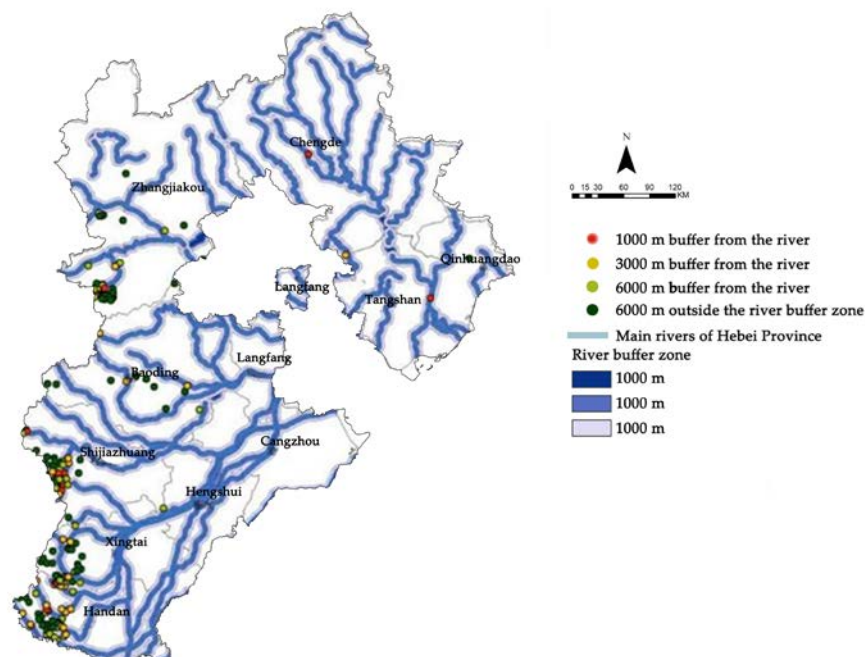 Chengde
Zhangjiakou
Qinhuangdao
Langfang
Tangshan
Langfang
Baoding
Cangzhou
Shijiazhuang
Hengshui
Xingtai
Handan
N
0 15 30 60 90 120
KM
1000 m buffer from the river
3000 m buffer from the river
6000 m buffer from the river
6000 m outside the river buffer zone
Main rivers of Hebei Province
River buffer zone
1000 m
1000 m
1000 m